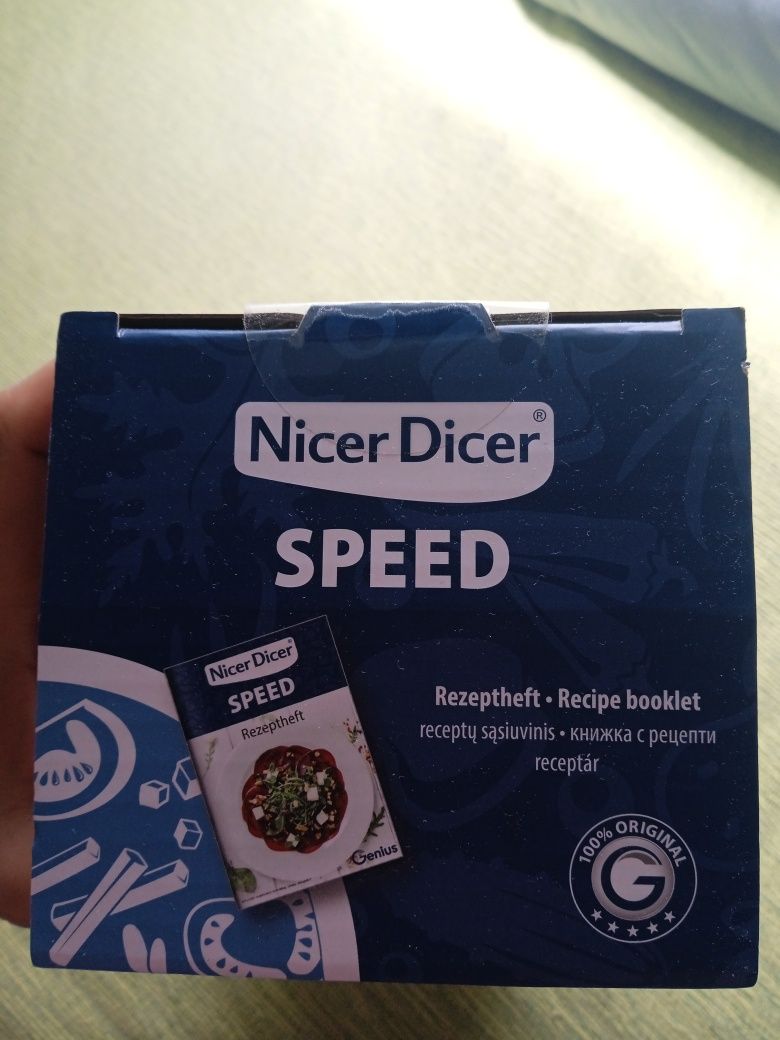 Nicer Dicer®
SPEED
Nicer Dicer®
SPEED
Rezeptheft
Genius
Rezeptheft • Recipe booklet
receptų sąsiuvinis • книжка с рецепти
receptár
100% ORIGINAL
G